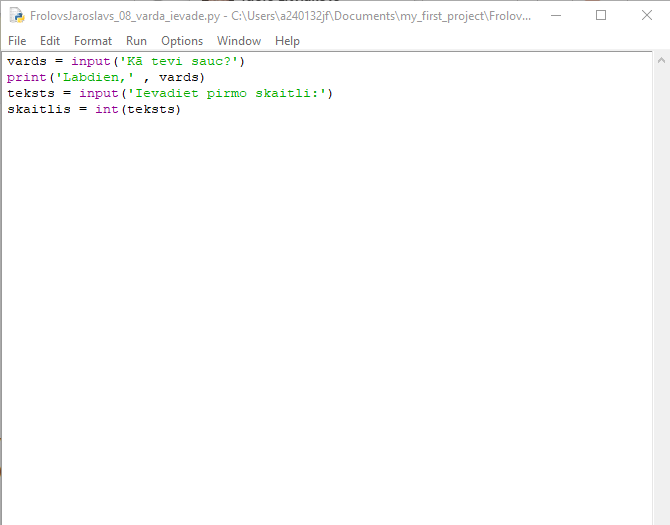 FrolovsJaroslavs_08_varda_ievade.py - C:\Users\a240132jf\Documents\my_first_project\Frolov...
File Edit Format Run Options Window Help
vards = input('Kā tevi sauc?')
print('Labdien,' , vards)
teksts = input('Ievadiet pirmo skaitli:')
skaitlis = int(teksts)